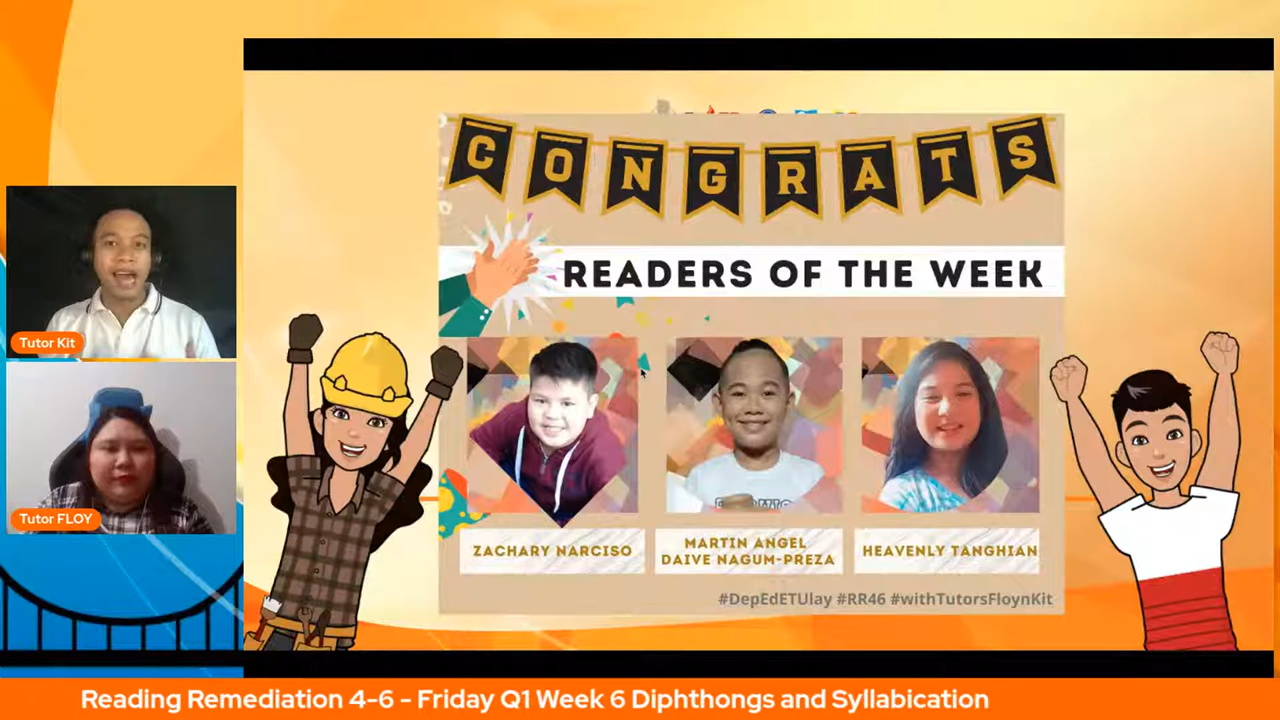 CONGRATS
READERS OF THE WEEK
Tutor Kit
Tutor FLOY
ZACHARY NARCISO
MARTIN ANGEL
DAIVE NAGUM-PREZA
HEAVENLY TANGHIAN
#DepEdETUlay #RR46 #withTutorsFloynKit
Reading Remediation 4-6 - Friday Q1 Week 6 Diphthongs and Syllabication